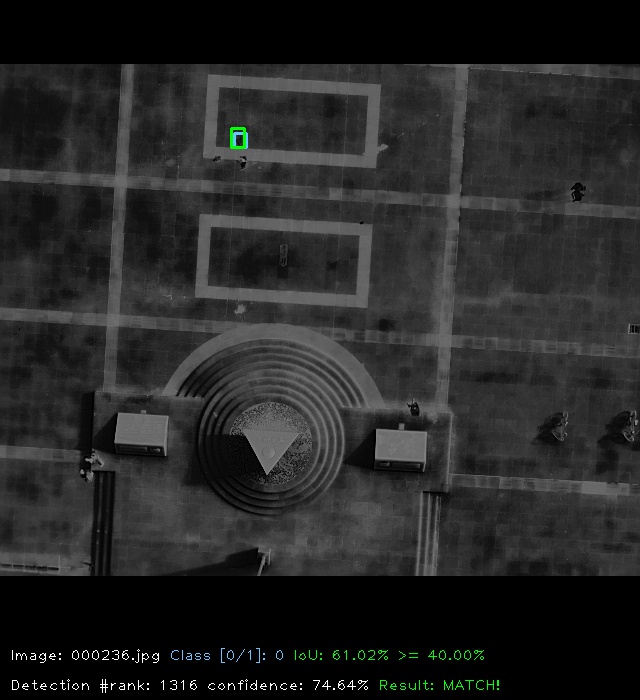 Image: 000236.jpg Class [0/1]: 0 IoU: 61.02% >= 40.00%
Detection #rank: 1316 confidence: 74.64% Result: MATCH!